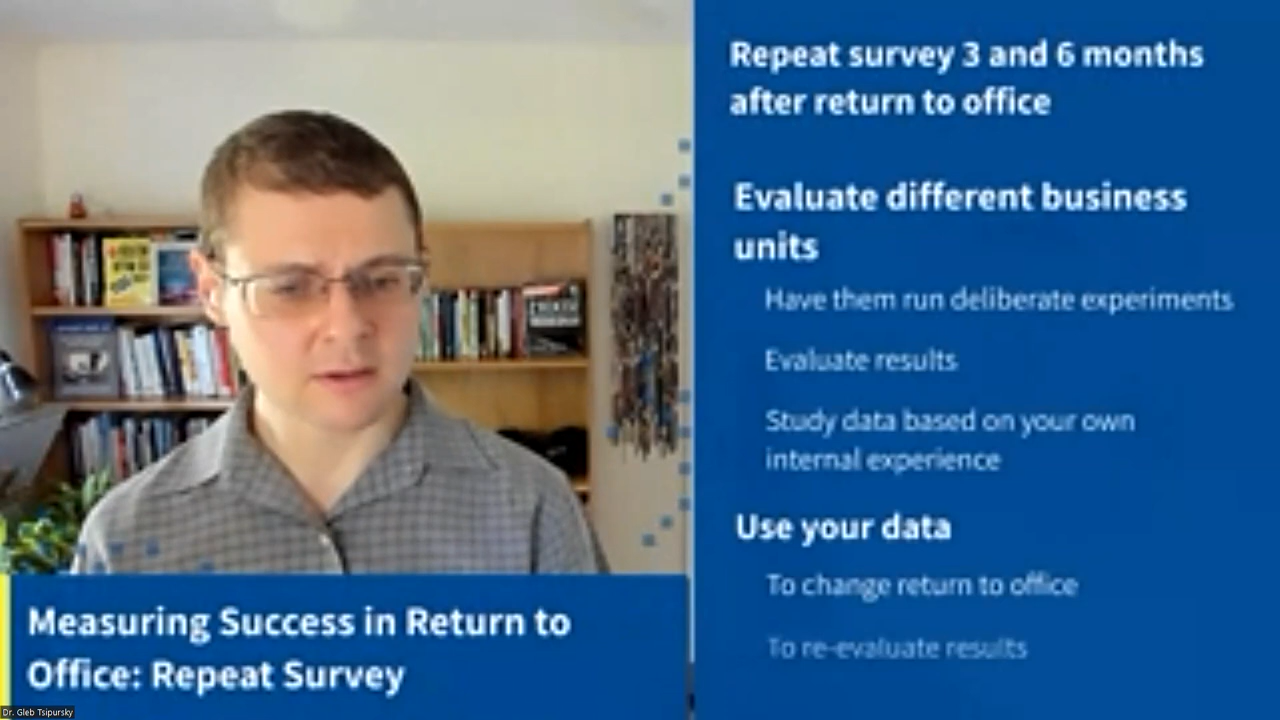 Repeat survey 3 and 6 months
after return to office
Evaluate different business
units
Have them run deliberate experiments
Evaluate results
Study data based on your own
internal experience
Use your data
To change return to office
To re-evaluate results
Measuring Success in Return to
Office: Repeat Survey
Dr. Gleb Tsipursky